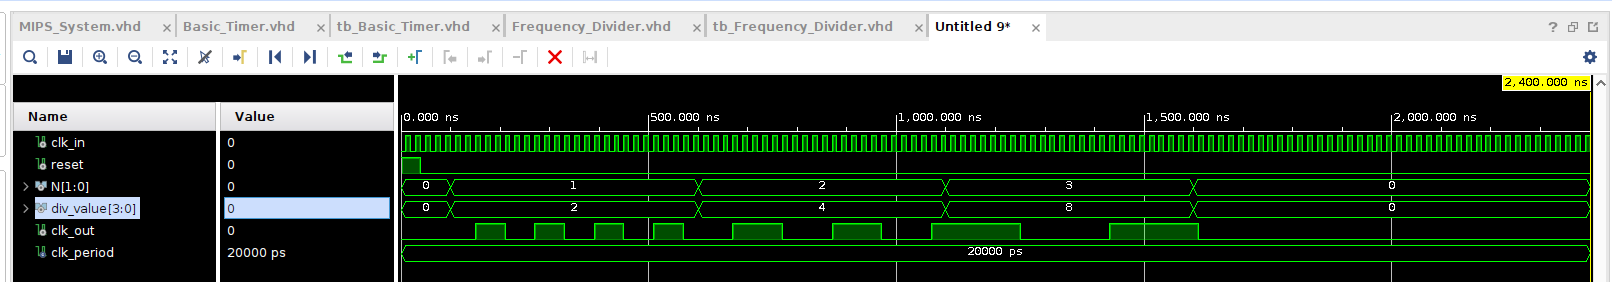 MIPS_System.vhd × Basic_Timer.vhd × tb_Basic_Timer.vhd × Frequency_Divider.vhd × tb_Frequency_Divider.vhd × Untitled 9* ×
2,400.000 ns
Name Value
0.000 ns 500.000 ns 1,000.000 ns 1,500.000 ns 2,000.000 ns
clk_in 0
reset 0
N[1:0] 0 0 1 2 3 0
div_value[3:0] 0 0 2 4 8 0
clk_out 0
clk_period 20000 ps 20000 ps